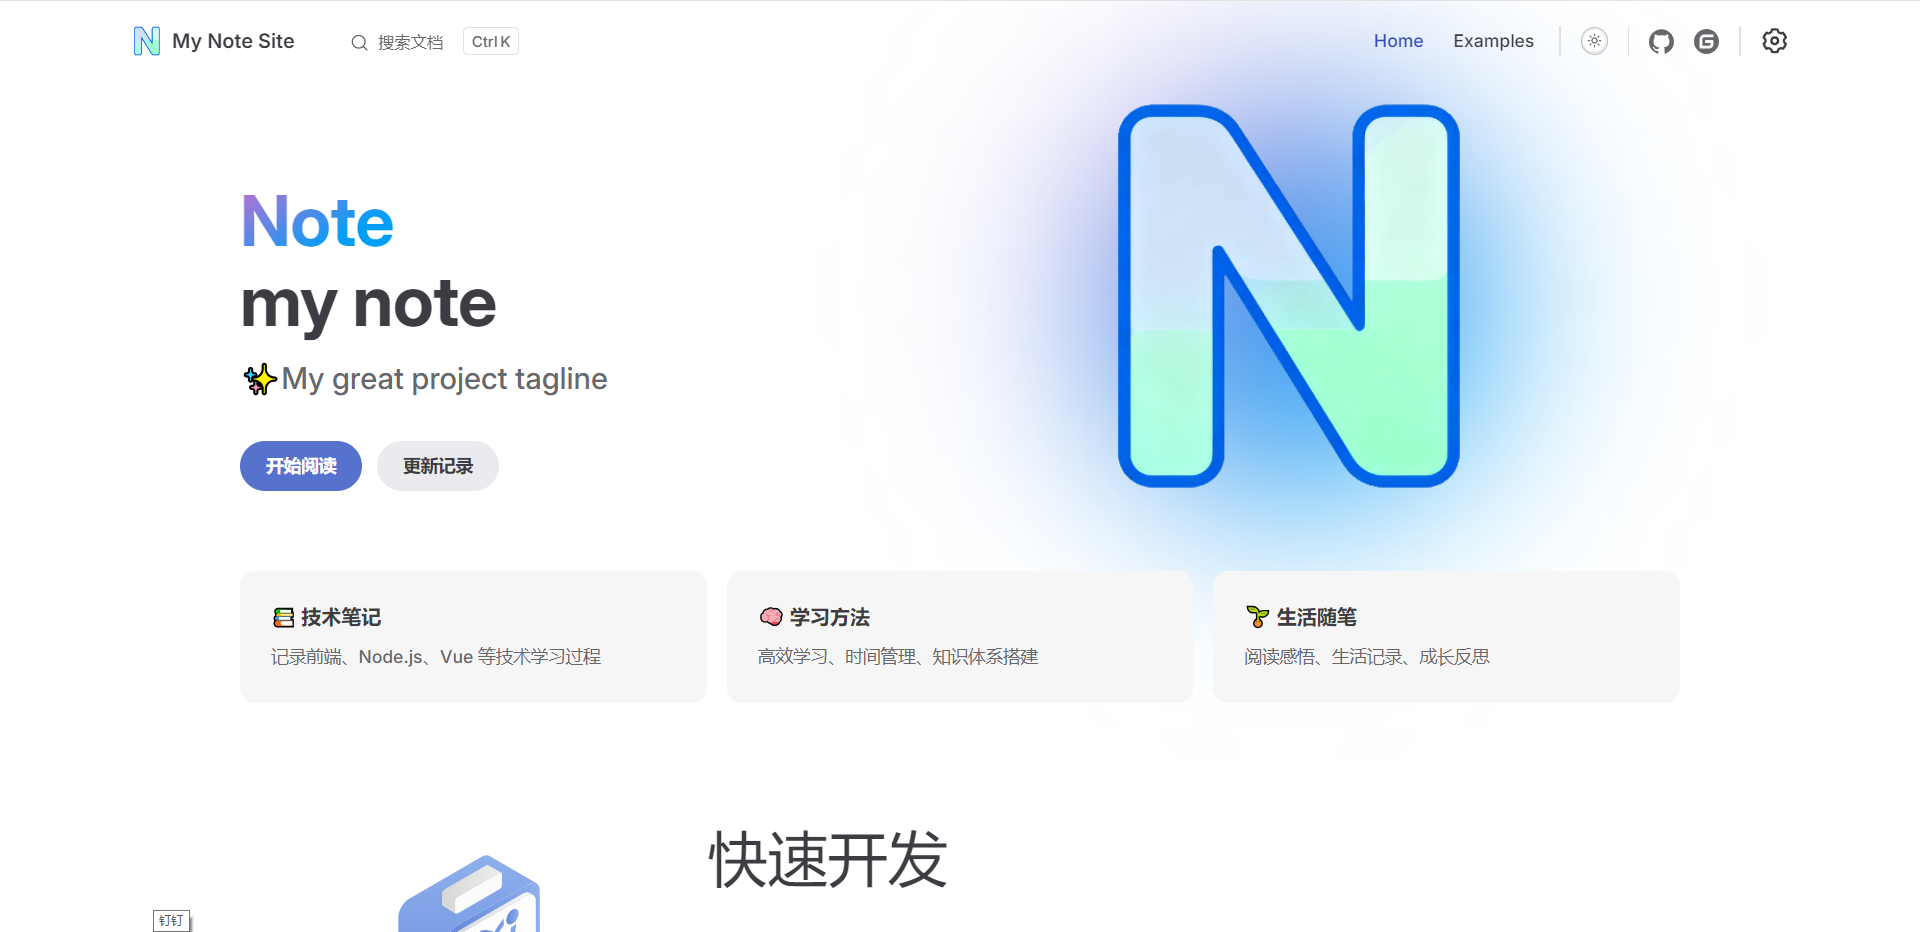 My Note Site
搜索文档
Ctrl K
Home
Examples
Note
my note
✨My great project tagline
开始阅读
更新记录
📚 技术笔记
记录前端、Node.js、Vue 等技术学习过程
🧠 学习方法
高效学习、时间管理、知识体系搭建
🌱 生活随笔
阅读感悟、生活记录、成长反思
快速开发
钉钉